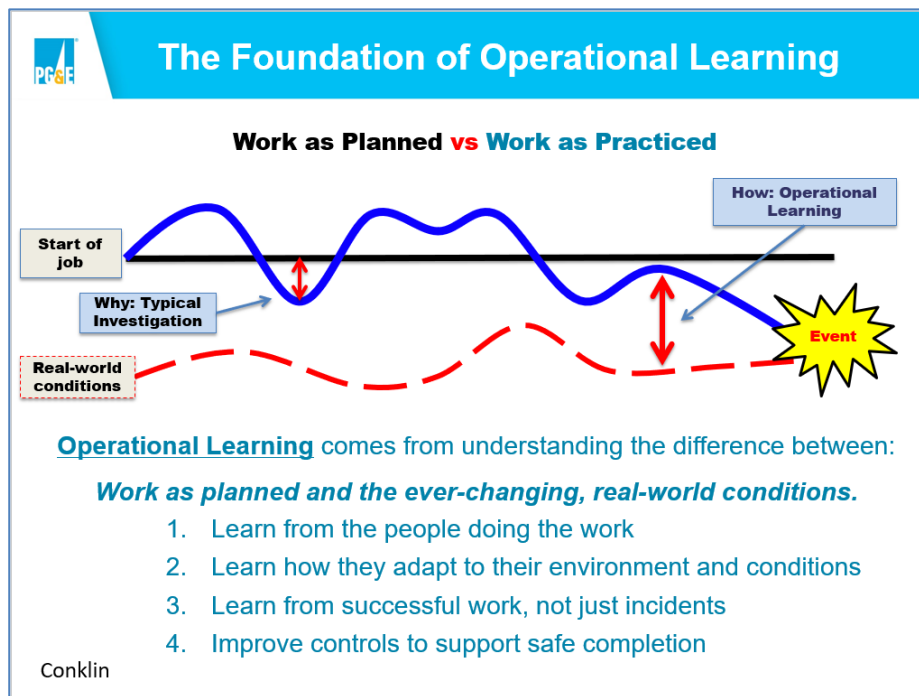 PG&E
The Foundation of Operational Learning
Work as Planned vs Work as Practiced
How: Operational
Learning
Start of
job
Why: Typical
Investigation
Event
Real-world
conditions
Operational Learning comes from understanding the difference between:
Work as planned and the ever-changing, real-world conditions.
1. Learn from the people doing the work
2. Learn how they adapt to their environment and conditions
3. Learn from successful work, not just incidents
4. Improve controls to support safe completion
Conklin